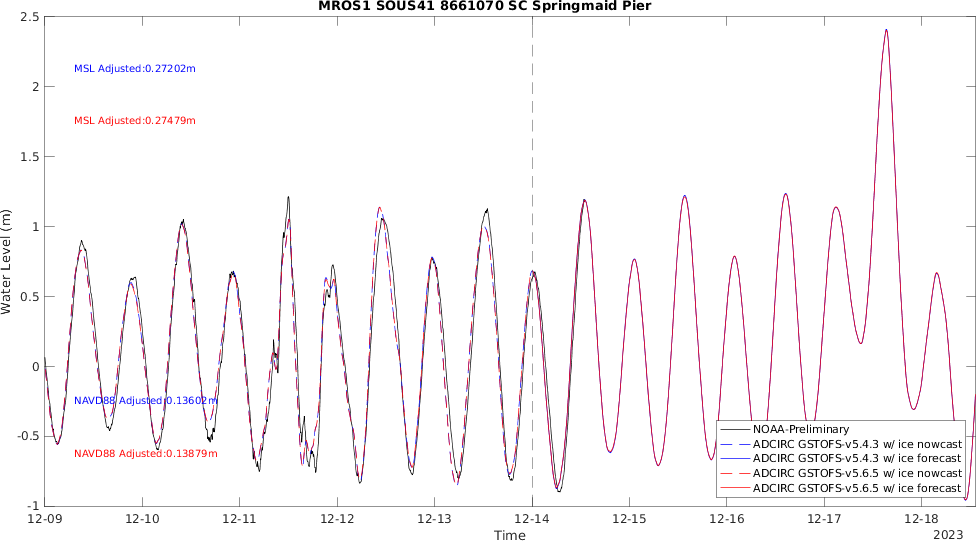 MROS1 SOUS41 8661070 SC Springmaid Pier
2.5
MSL Adjusted:0.27202m
2
MSL Adjusted:0.27479m
1.5
1
Water Level (m)
0.5
0
NAVD88 Adjusted:0.13602m
-0.5
NAVD88 Adjusted:0.13879m
-1
NOAA-Preliminary
ADCIRC GSTOFS-v5.4.3 w/ ice nowcast
ADCIRC GSTOFS-v5.4.3 w/ ice forecast
ADCIRC GSTOFS-v5.6.5 w/ ice nowcast
ADCIRC GSTOFS-v5.6.5 w/ ice forecast
12-09 12-10 12-11 12-12 12-13 12-14 12-15 12-16 12-17 12-18
Time
2023